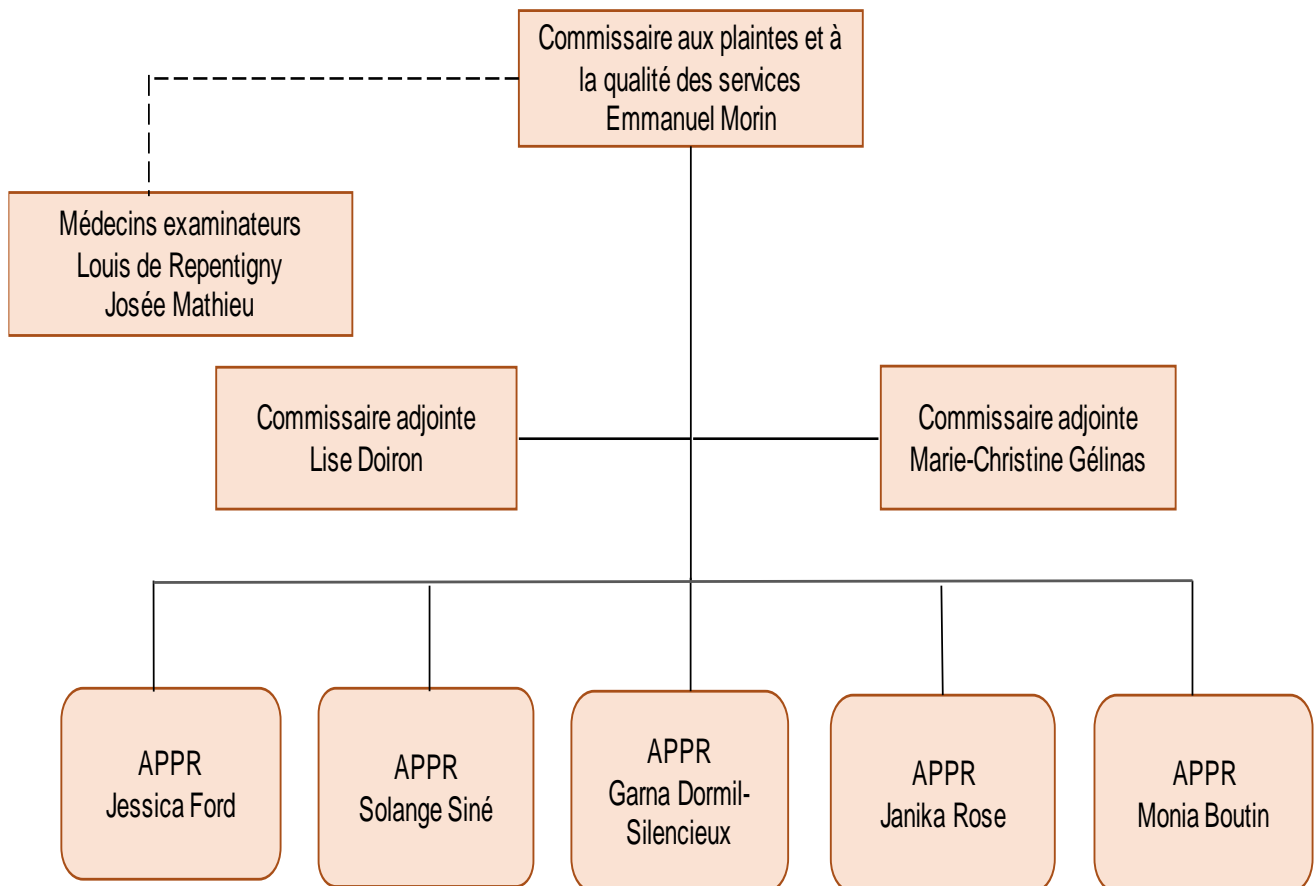 Commissaire aux plaintes et à
la qualité des services
Emmanuel Morin
Médecins examinateurs
Louis de Repentigny
Josée Mathieu
Commissaire adjointe
Lise Doiron
Commissaire adjointe
Marie-Christine Gélinas
APPR
Jessica Ford
APPR
Solange Siné
APPR
Garna Dormil-
Silencieux
APPR
Janika Rose
APPR
Monia Boutin